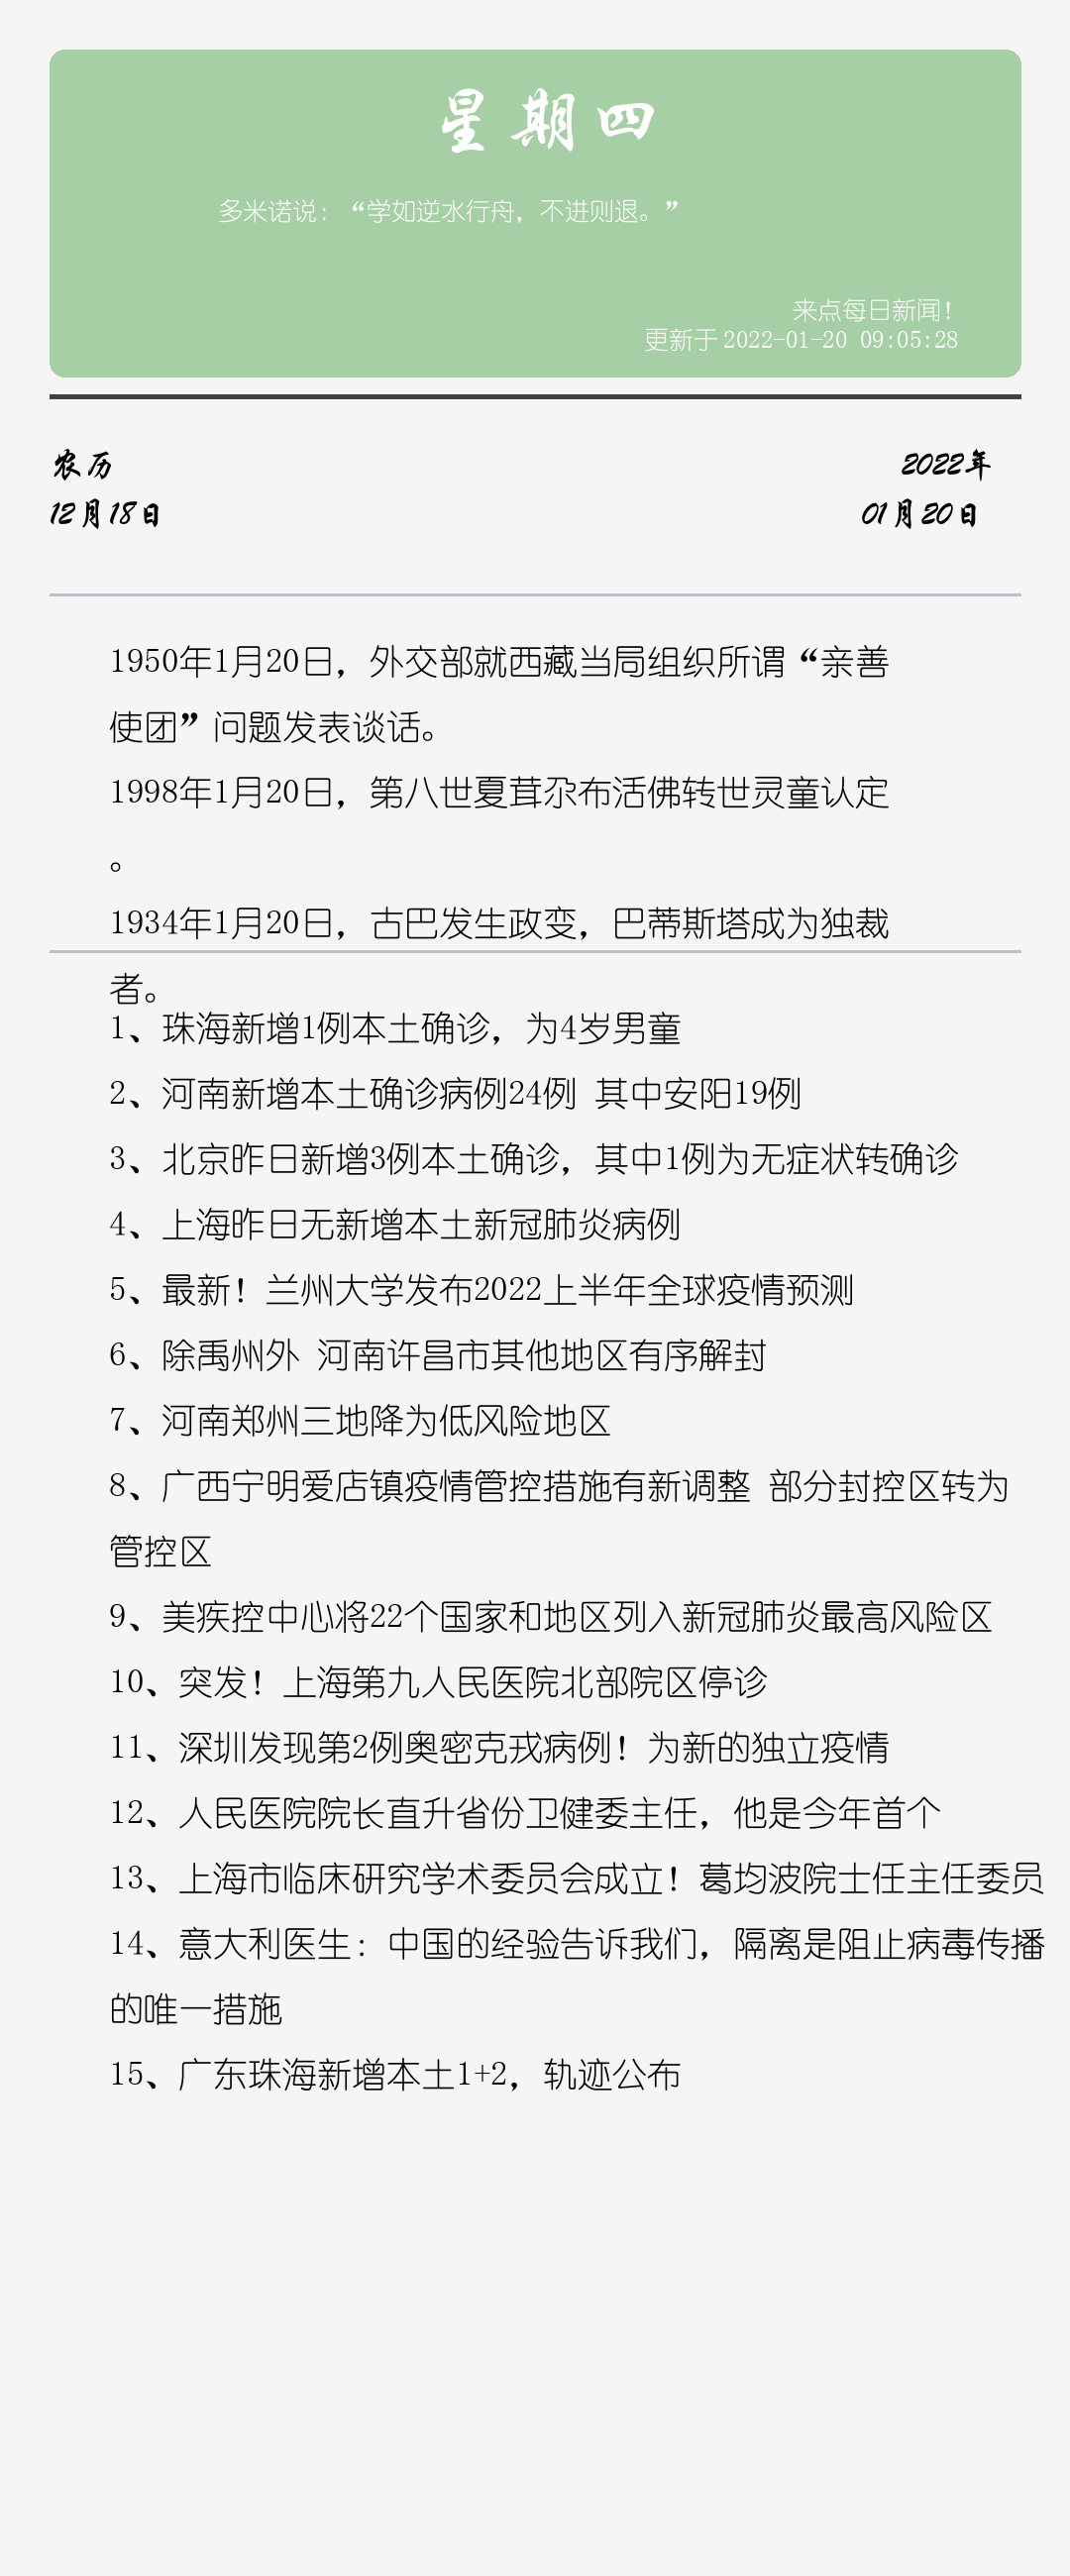 星期四
多米诺说：“学如逆水行舟，不进则退。”
来点每日新闻！
更新于 2022-01-20 09:05:28
农历
12月18日
2022年
01月20日
1950年1月20日，外交部就西藏当局组织所谓“亲善
使团”问题发表谈话。
1998年1月20日，第八世夏茸尕布活佛转世灵童认定
。
1934年1月20日，古巴发生政变，巴蒂斯塔成为独裁
者。
1、珠海新增1例本土确诊，为4岁男童
2、河南新增本土确诊病例24例 其中安阳19例
3、北京昨日新增3例本土确诊，其中1例为无症状转确诊
4、上海昨日无新增本土新冠肺炎病例
5、最新！兰州大学发布2022上半年全球疫情预测
6、除禹州外 河南许昌市其他地区有序解封
7、河南郑州三地降为低风险地区
8、广西宁明爱店镇疫情管控措施有新调整 部分封控区转为
管控区
9、美疾控中心将22个国家和地区列入新冠肺炎最高风险区
10、突发！上海第九人民医院北部院区停诊
11、深圳发现第2例奥密克戎病例！为新的独立疫情
12、人民医院院长直升省份卫健委主任，他是今年首个
13、上海市临床研究学术委员会成立！葛均波院士任主任委员
14、意大利医生：中国的经验告诉我们，隔离是阻止病毒传播
的唯一措施
15、广东珠海新增本土1+2，轨迹公布